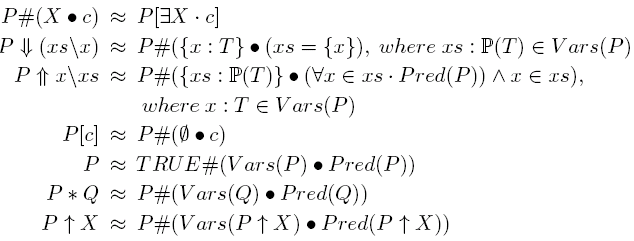 P#(X • c) ≈ P[∃X · c]
P ⇓ (xs\x) ≈ P#({x : T} • (xs = {x}), where xs : ℙ(T) ∈ Vars(P)
P ⇑ x\xs ≈ P#({xs : ℙ(T)} • (∀x ∈ xs · Pred(P)) ∧ x ∈ xs),
where x : T ∈ Vars(P)
P[c] ≈ P#(∅ • c)
P ≈ TRUE#(Vars(P) • Pred(P))
P ∗ Q ≈ P#(Vars(Q) • Pred(Q))
P ↑ X ≈ P#(Vars(P ↑ X) • Pred(P ↑ X))